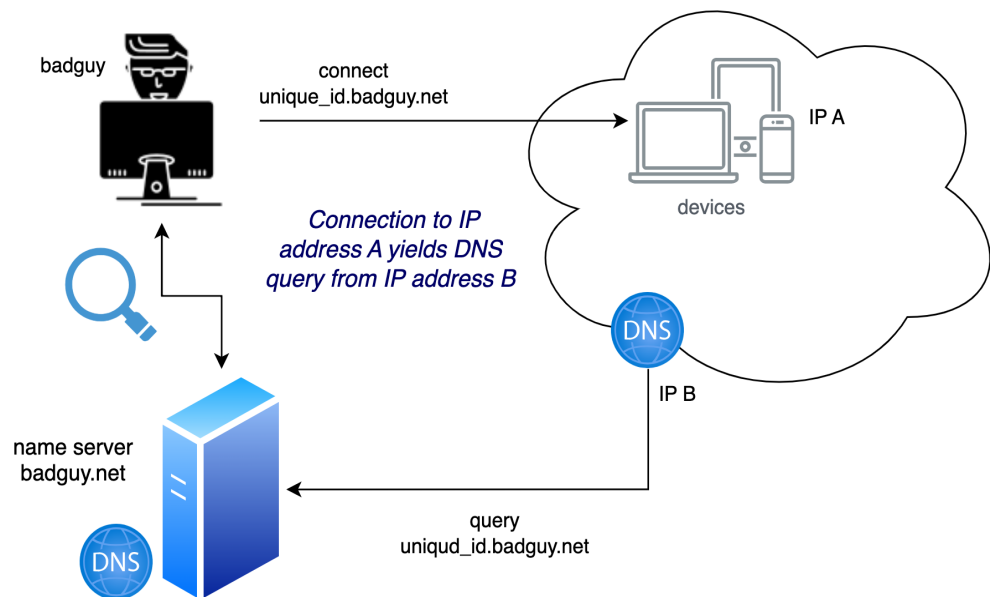 badguy
connect
unique_id.badguy.net
IP A
devices
Connection to IP
address A yields DNS
query from IP address B
DNS
IP B
name server
badguy.net
DNS
query
uniqud_id.badguy.net